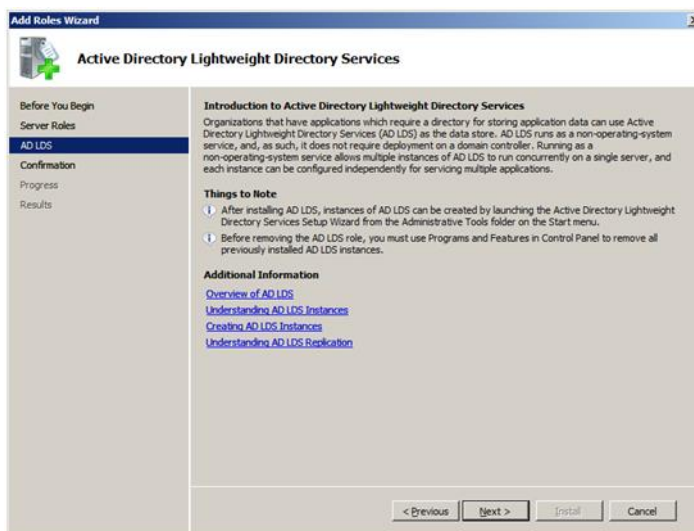 Add Roles Wizard
Active Directory Lightweight Directory Services
Before You Begin
Server Roles
AD LDS
Confirmation
Progress
Results
Introduction to Active Directory Lightweight Directory Services
Organizations that have applications which require a directory for storing application data can use Active
Directory Lightweight Directory Services (AD LDS) as the data store. AD LDS runs as a non-operating-system
service, and, as such, it does not require deployment on a domain controller. Running as a
non-operating-system service allows multiple instances of AD LDS to run concurrently on a single server, and
each instance can be configured independently for servicing multiple applications.
Things to Note
After installing AD LDS, instances of AD LDS can be created by launching the Active Directory Lightweight
Directory Services Setup Wizard from the Administrative Tools folder on the Start menu.
Before removing the AD LDS role, you must use Programs and Features in Control Panel to remove all
previously installed AD LDS instances.
Additional Information
Overview of AD LDS
Understanding AD LDS Instances
Creating AD LDS Instances
Understanding AD LDS Replication
< Previous
Next >
Install
Cancel